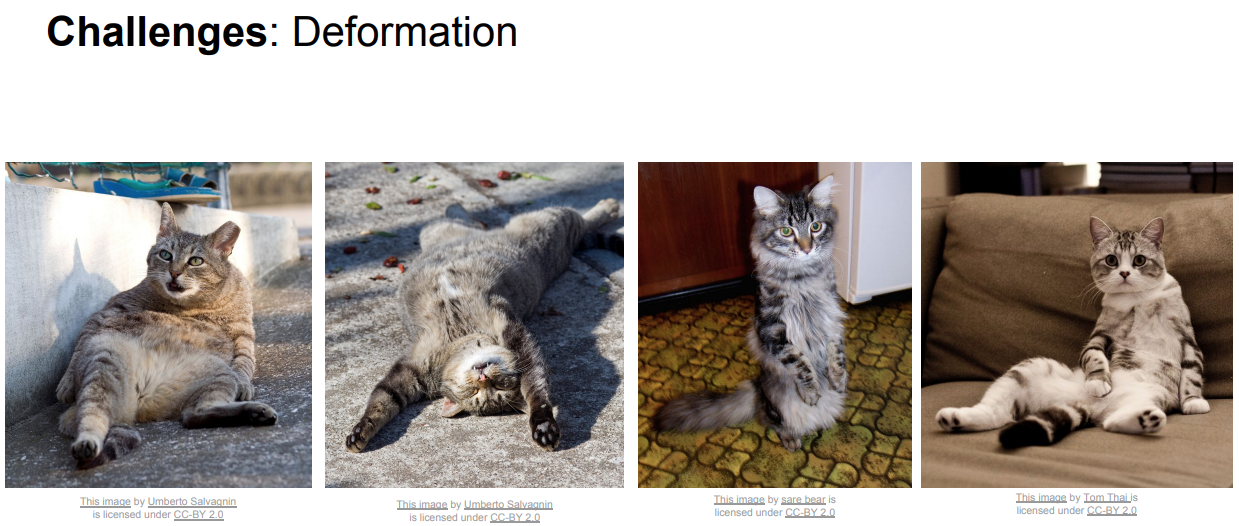 Challenges: Deformation
This image by Umberto Salvagnin
is licensed under CC-BY 2.0
This image by Umberto Salvagnin
is licensed under CC-BY 2.0
This image by sare bear is
licensed under CC-BY 2.0
This image by Tom Thai is
licensed under CC-BY 2.0